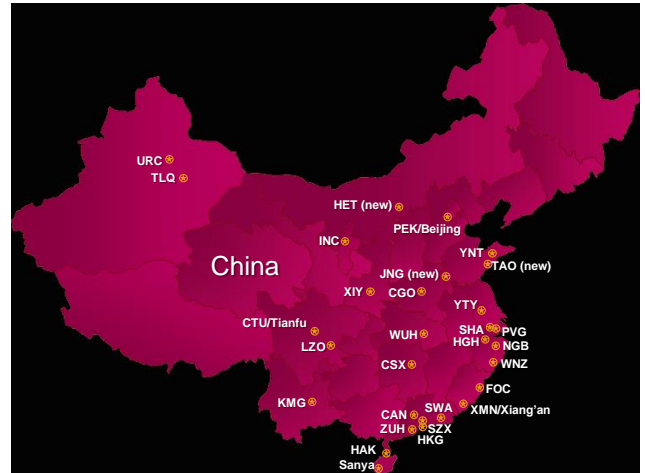 URC
TLQ
HET (new)
PEK/Beijing
INC
YNT
China
TAO (new)
JNG (new)
XIY
CGO
YTY
CTU/Tianfu
SHA
PVG
WUH
HGH
LZO
NGB
CSX
WNZ
FOC
KMG
SWA
XMN/Xiang'an
CAN
ZUH
SZX
HKG
HAK
Sanya